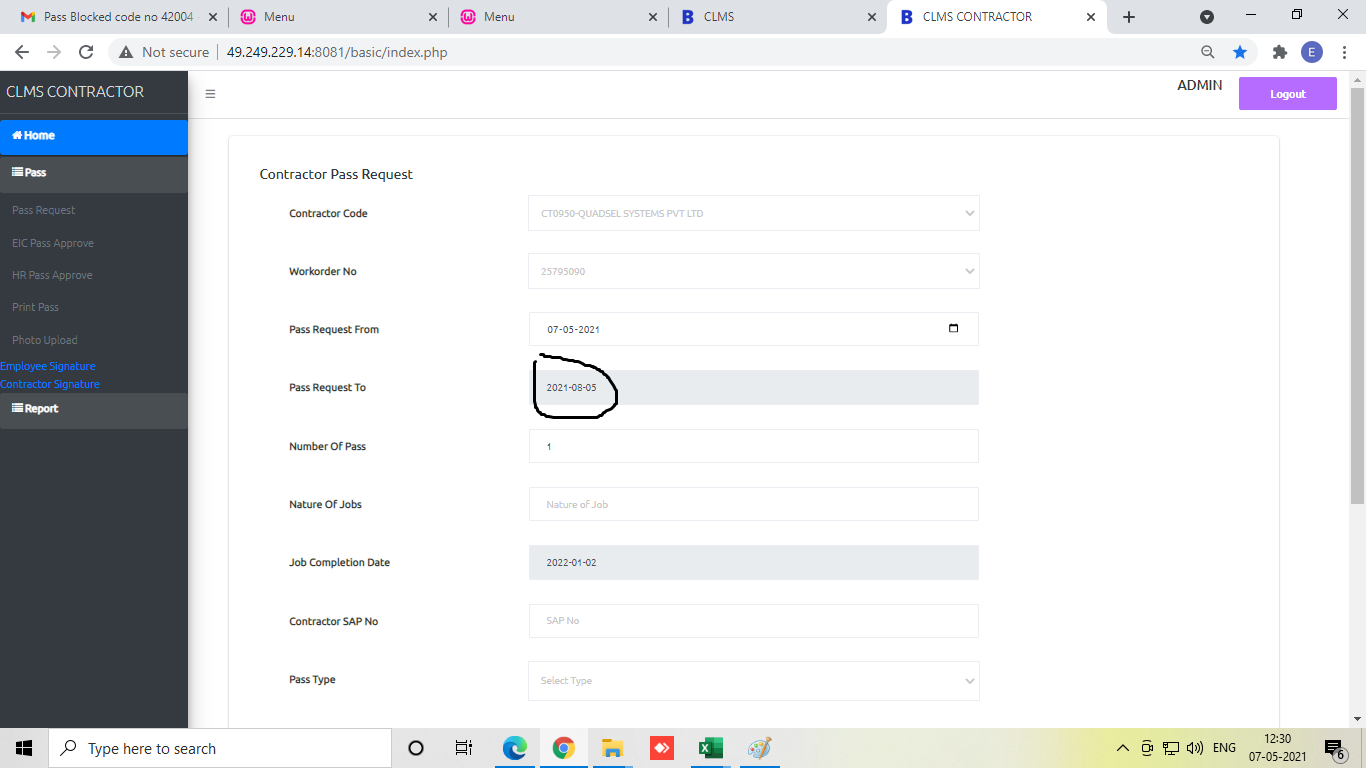 Pass Blocked code no 42004
Menu
Menu
CLMS
CLMS CONTRACTOR
Not secure
49.249.229.14:8081/basic/index.php
E
CLMS CONTRACTOR
ADMIN
Logout
Home
Pass
Pass Request
EIC Pass Approve
HR Pass Approve
Print Pass
Photo Upload
Employee Signature
Contractor Signature
Report
Contractor Pass Request
Contractor Code
CT0950-QUADSEL SYSTEMS PVT LTD
Workorder No
25795090
Pass Request From
07-05-2021
Pass Request To
2021-08-05
Number Of Pass
1
Nature Of Jobs
Nature of Job
Job Completion Date
2022-01-02
Contractor SAP No
SAP No
Pass Type
Select Type
Type here to search
ENG
12:30
07-05-2021
6